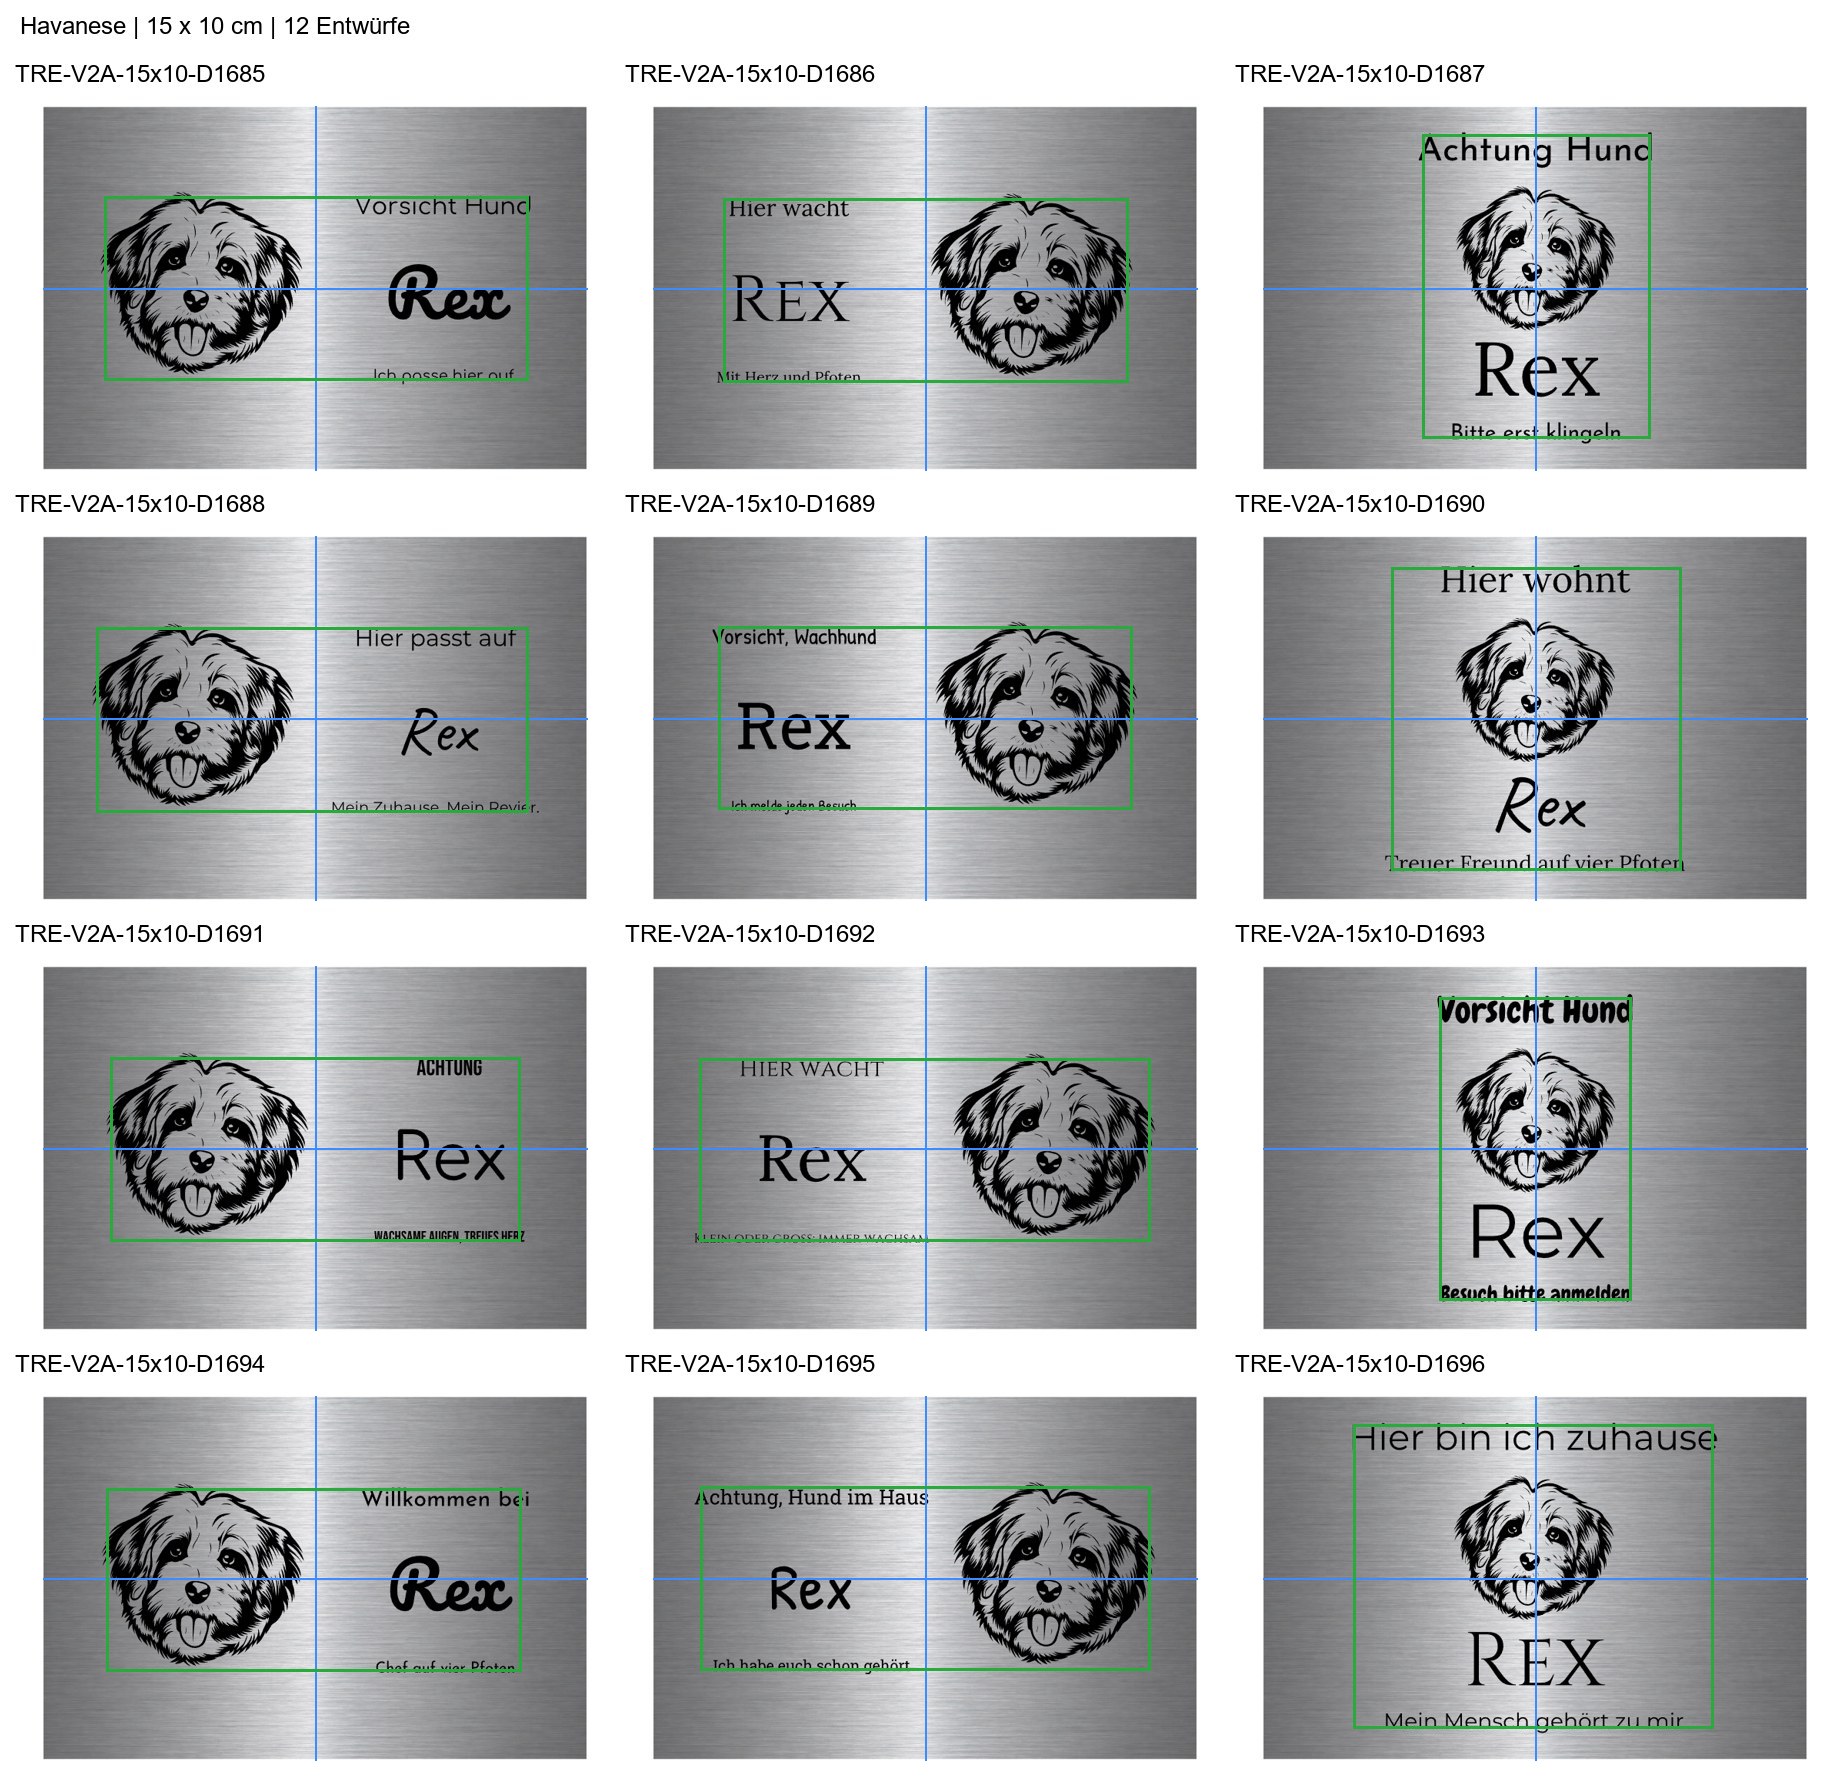 Havanese | 15 x 10 cm | 12 Entwürfe
TRE-V2A-15x10-D1685
Vorsicht Hund
Rex
Ich passe hier auf
TRE-V2A-15x10-D1686
Hier wacht
REX
Mit Herz und Pfoten
TRE-V2A-15x10-D1687
Achtung Hund
Rex
Bitte erst klingeln
TRE-V2A-15x10-D1688
Hier passt auf
Rex
Mein Zuhause. Mein Revier.
TRE-V2A-15x10-D1689
Vorsicht, Wachhund
Rex
Ich melde jeden Besuch
TRE-V2A-15x10-D1690
Hier wohnt
Rex
Treuer Freund auf vier Pfoten
TRE-V2A-15x10-D1691
ACHTUNG
Rex
WACHSAME AUGEN, TREUES HERZ
TRE-V2A-15x10-D1692
HIER WACHT
Rex
KLEIN ODER GROSS: IMMER WACHSAM
TRE-V2A-15x10-D1693
Vorsicht Hund
Rex
Besuch bitte anmelden
TRE-V2A-15x10-D1694
Willkommen bei
Rex
Chef auf vier Pfoten
TRE-V2A-15x10-D1695
Achtung, Hund im Haus
Rex
Ich habe euch schon gehört
TRE-V2A-15x10-D1696
Hier bin ich zuhause
REX
Mein Mensch gehört zu mir